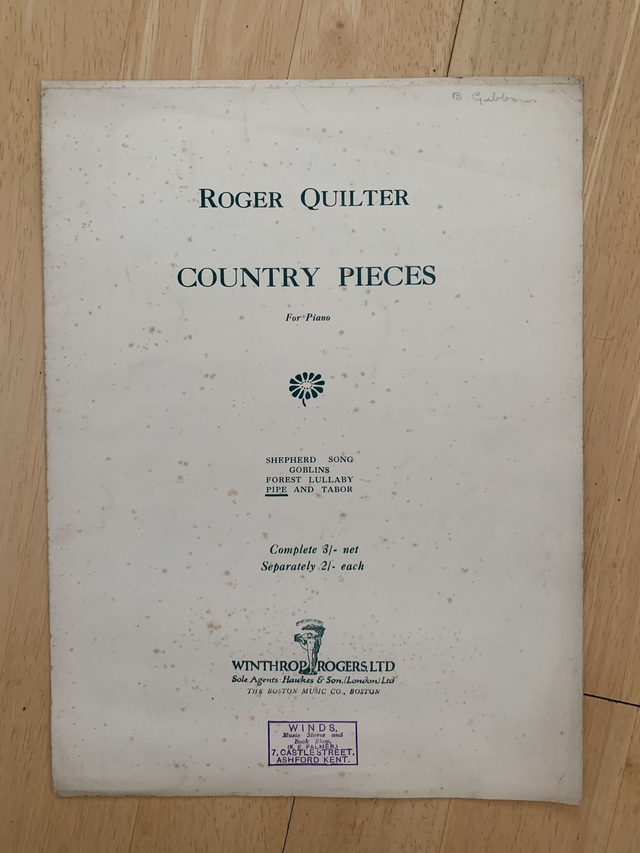 B. Gibbons
ROGER QUILTER
COUNTRY PIECES
For Piano
SHEPHERD SONG
GOBLINS
FOREST LULLABY
PIPE AND TABOR
Complete 3/- net
Separately 2/- each
WINTHROP ROGERS, LTD
Sole Agents: Hawkes & Son, (London) Ltd
THE BOSTON MUSIC CO., BOSTON
WINDS,
Music Stores and
Book Shop,
(K. E. PALMER)
7, CASTLE STREET,
ASHFORD KENT.